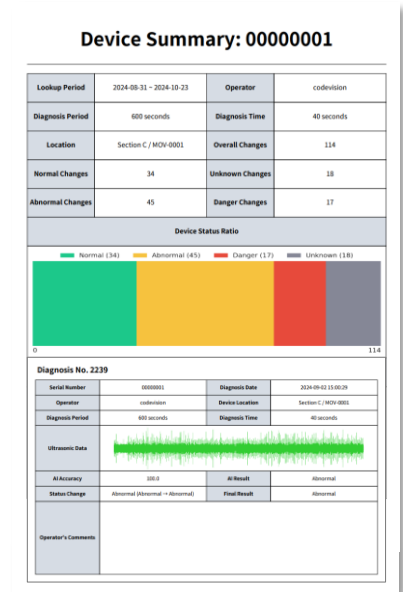 Device Summary: 00000001
Lookup Period 2024-08-31 ~ 2024-10-23 Operator codevision
Diagnosis Period 600 seconds Diagnosis Time 40 seconds
Location Section C / MOV-0001 Overall Changes 114
Normal Changes 34 Unknown Changes 18
Abnormal Changes 45 Danger Changes 17
Device Status Ratio
Normal (34) Abnormal (45) Danger (17) Unknown (18)
0 114
Diagnosis No. 2239
Serial Number 00000001 Diagnosis Date 2024-09-02 15:00:29
Operator codevision Device Location Section C / MOV-0001
Diagnosis Period 600 seconds Diagnosis Time 40 seconds
Ultrasonic Data
AI Accuracy 100.0 AI Result Abnormal
Status Change Abnormal (Abnormal → Abnormal) Final Result Abnormal
Operator's Comments